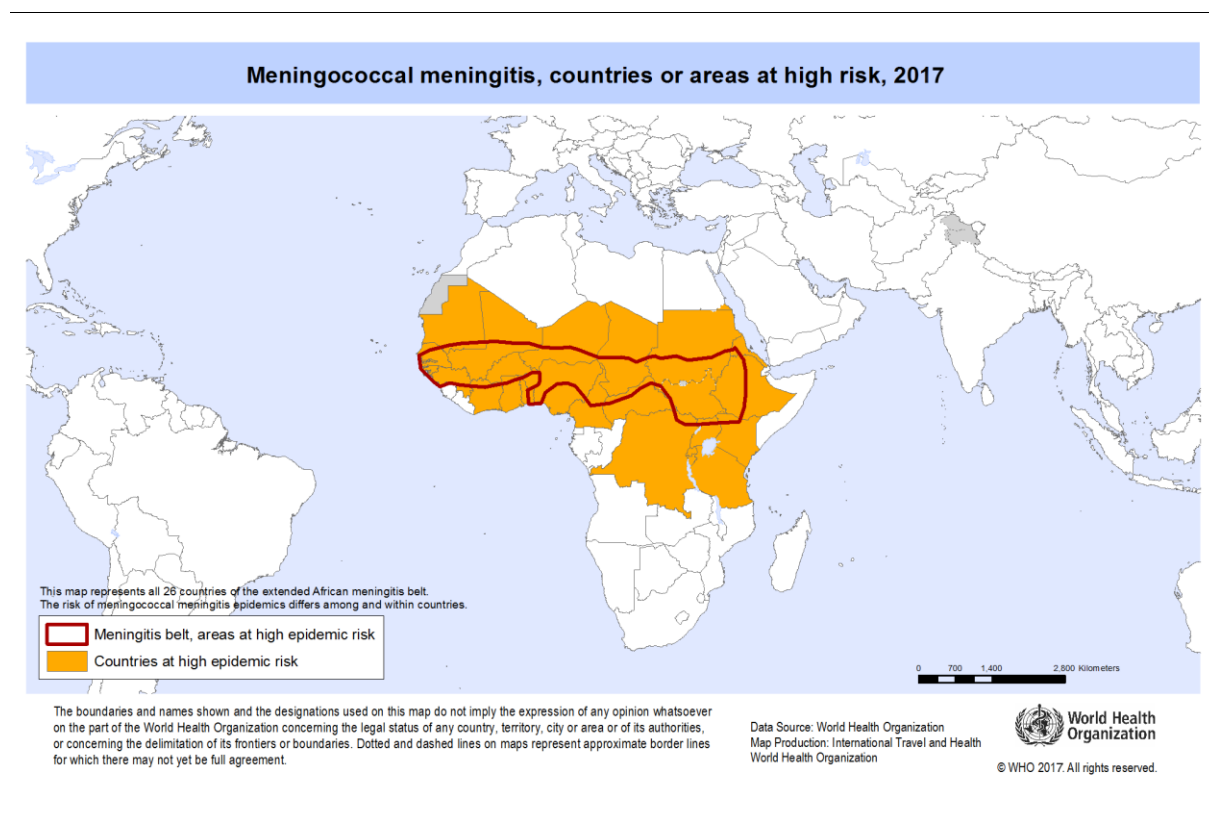 Meningococcal meningitis, countries or areas at high risk, 2017
This map represents all 26 countries of the extended African meningitis belt.
The risk of meningococcal meningitis epidemics differs among and within countries.
Meningitis belt, areas at high epidemic risk
Countries at high epidemic risk
0 700 1,400 2,800 Kilometers
The boundaries and names shown and the designations used on this map do not imply the expression of any opinion whatsoever
on the part of the World Health Organization concerning the legal status of any country, territory, city or area or of its authorities,
or concerning the delimitation of its frontiers or boundaries. Dotted and dashed lines on maps represent approximate border lines
for which there may not yet be full agreement.
Data Source: World Health Organization
Map Production: International Travel and Health
World Health Organization
World Health
Organization
© WHO 2017. All rights reserved.